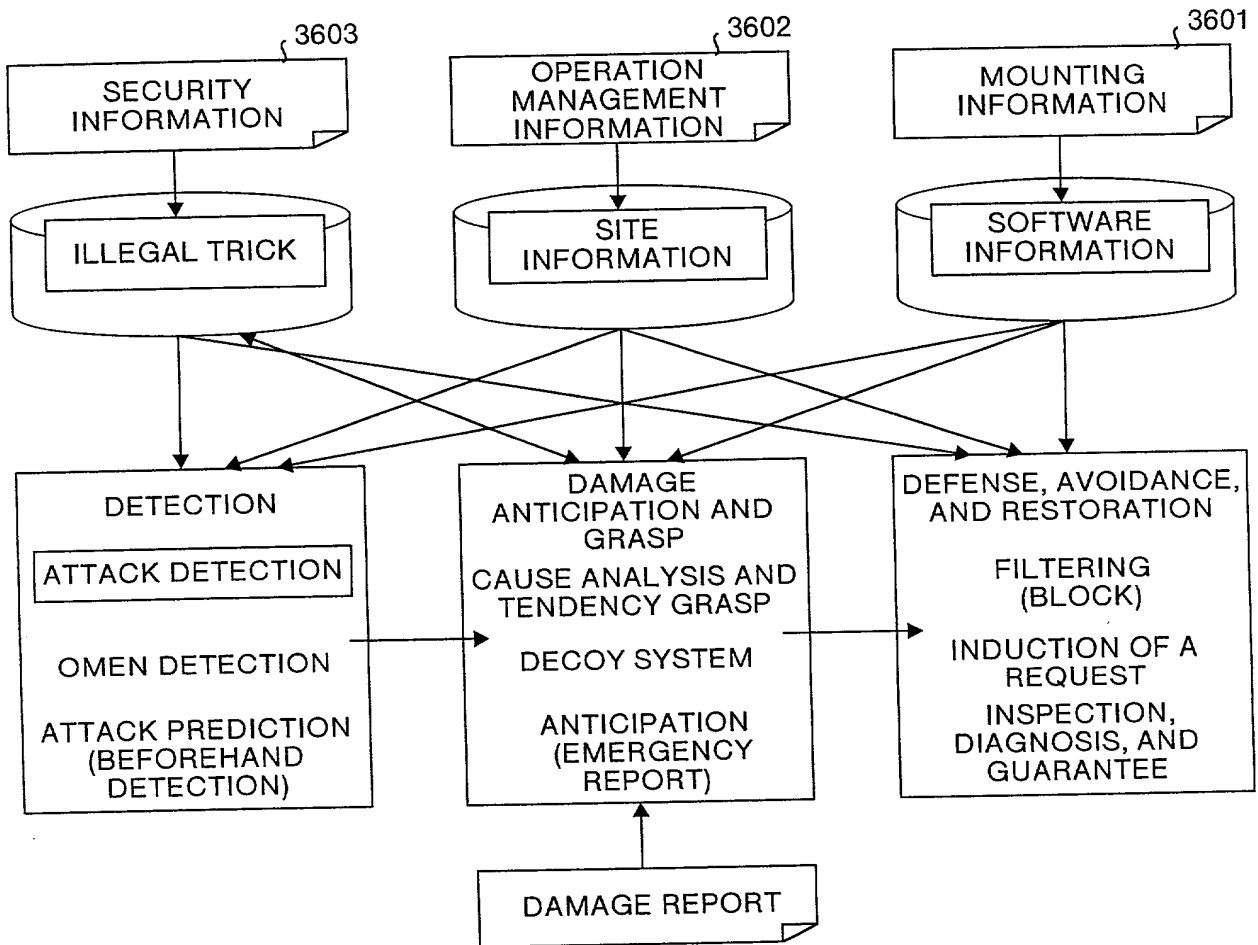 3603
3602
3601
SECURITY
INFORMATION
OPERATION
MANAGEMENT
INFORMATION
MOUNTING
INFORMATION
ILLEGAL TRICK
SITE
INFORMATION
SOFTWARE
INFORMATION
DETECTION
ATTACK DETECTION
OMEN DETECTION
ATTACK PREDICTION
(BEFOREHAND
DETECTION)
DAMAGE
ANTICIPATION AND
GRASP
CAUSE ANALYSIS AND
TENDENCY GRASP
DECOY SYSTEM
ANTICIPATION
(EMERGENCY
REPORT)
DEFENSE, AVOIDANCE,
AND RESTORATION
FILTERING
(BLOCK)
INDUCTION OF A
REQUEST
INSPECTION,
DIAGNOSIS, AND
GUARANTEE
DAMAGE REPORT